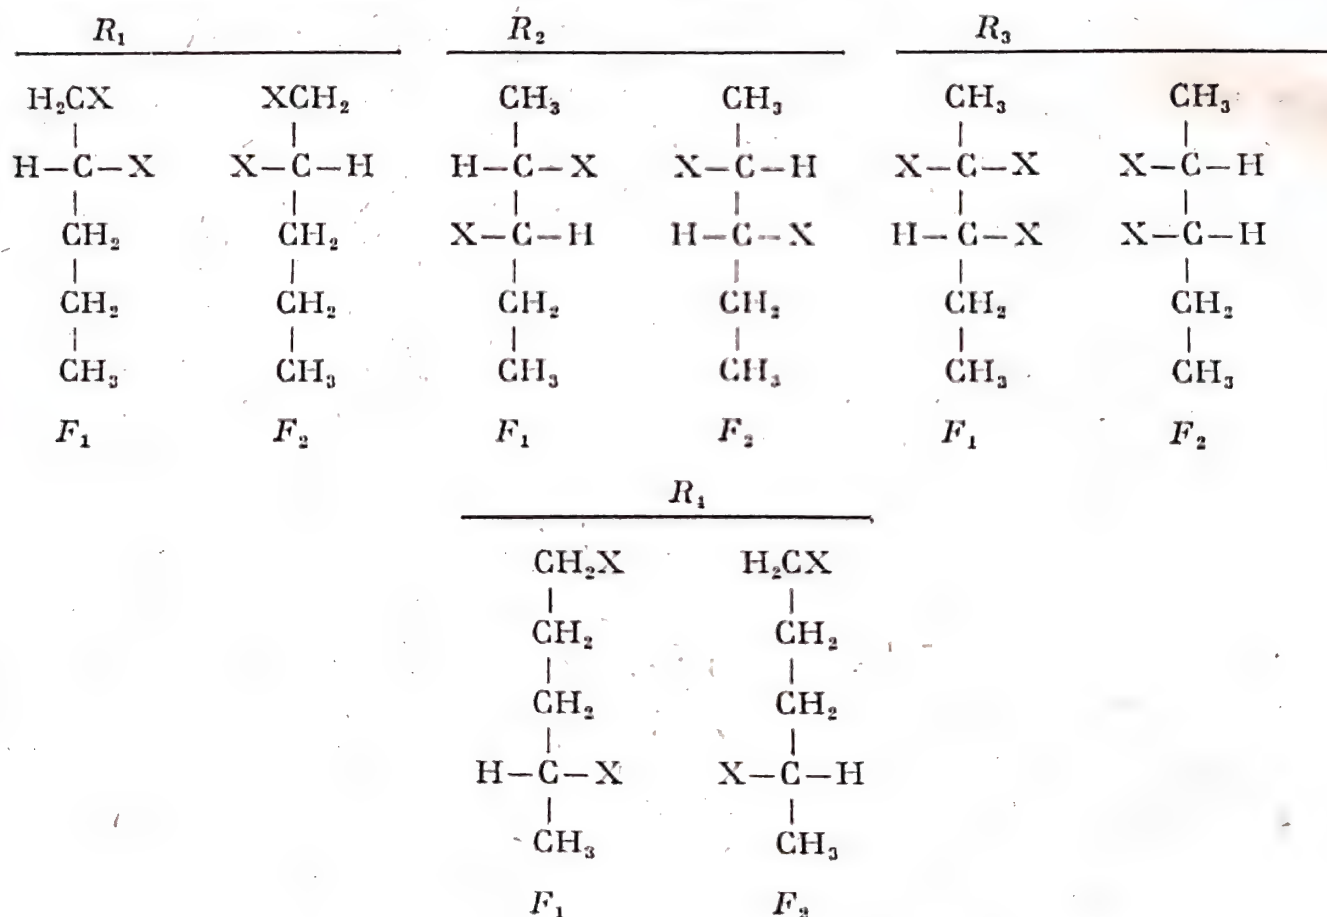 R₁ R₂ R₃
H₂CX XCH₂ CH₃ CH₃ CH₃ CH₃
H–C–X X–C–H H–C–X X–C–H X–C–X X–C–H
CH₂ CH₂ X–C–H H–C–X H–C–X X–C–H
CH₂ CH₂ CH₂ CH₂ CH₂ CH₂
CH₃ CH₃ CH₃ CH₃ CH₃ CH₃
F₁ F₂ F₁ F₂ F₁ F₂
R₄
CH₂X H₂CX
CH₂ CH₂
CH₂ CH₂
H–C–X X–C–H
CH₃ CH₃
F₁ F₂